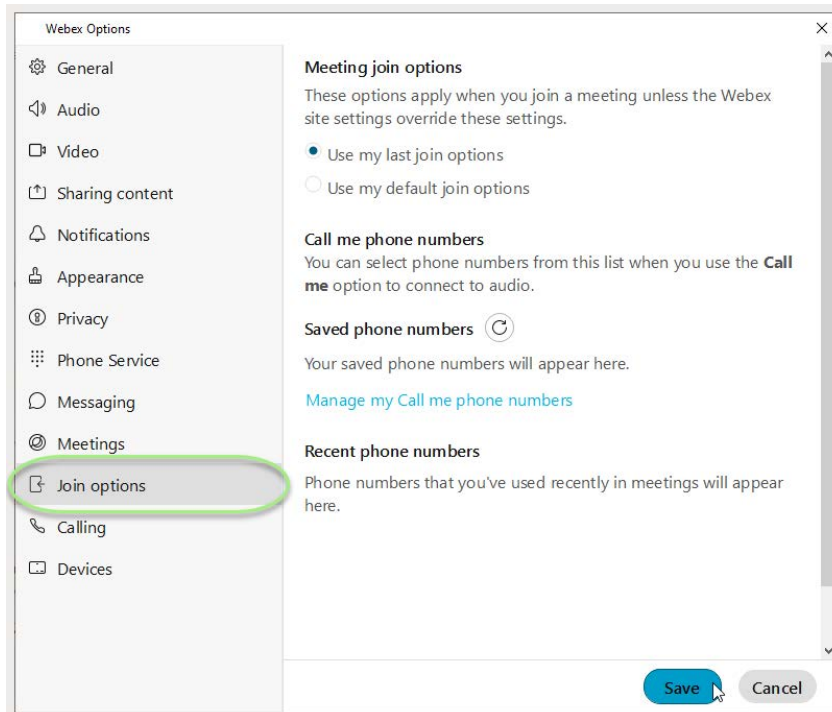 Webex Options
General
Audio
Video
Sharing content
Notifications
Appearance
Privacy
Phone Service
Messaging
Meetings
Join options
Calling
Devices
Meeting join options
These options apply when you join a meeting unless the Webex
site settings override these settings.
Use my last join options
Use my default join options
Call me phone numbers
You can select phone numbers from this list when you use the Call
me option to connect to audio.
Saved phone numbers
Your saved phone numbers will appear here.
Manage my Call me phone numbers
Recent phone numbers
Phone numbers that you've used recently in meetings will appear
here.
Save
Cancel